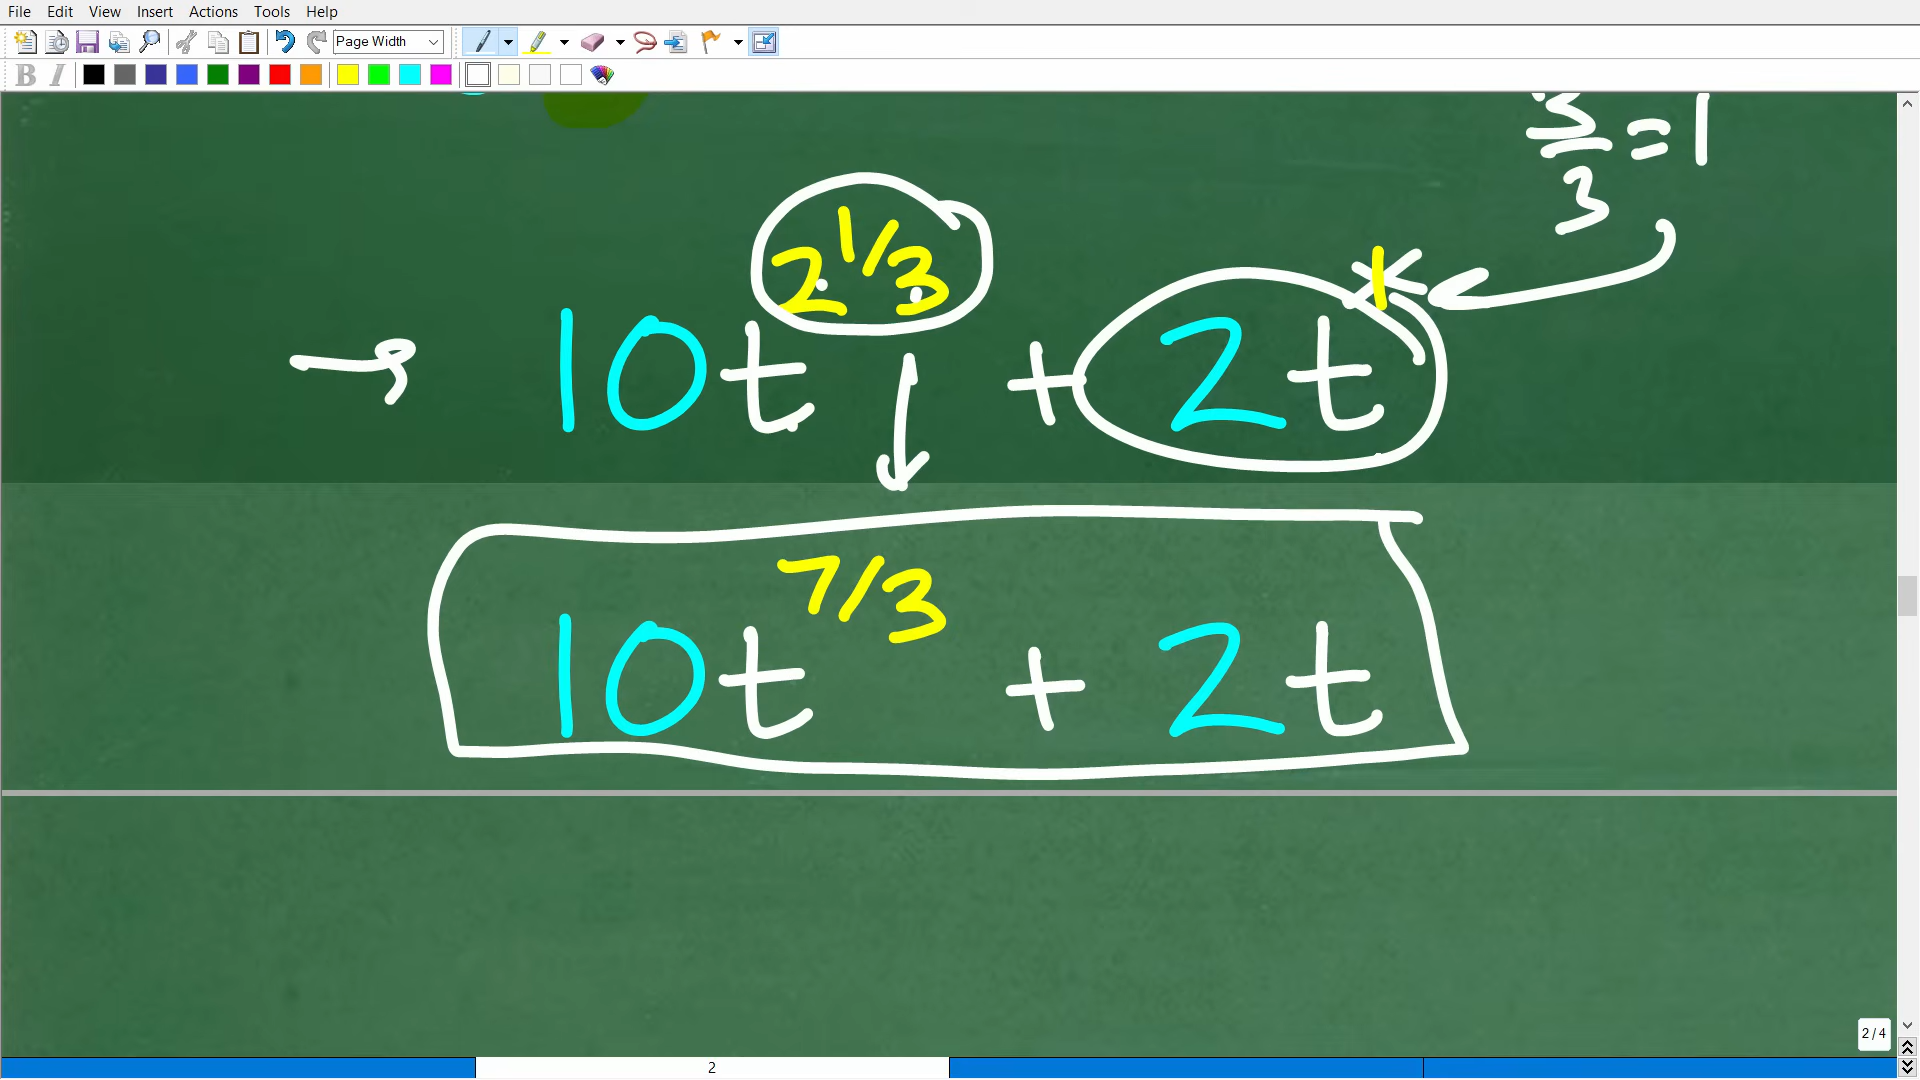 File Edit View Insert Actions Tools Help
Page Width
B I
3/3 = 1
→ 10t^2 1/3 + 2t^1
10t^7/3 + 2t
2 / 4
2